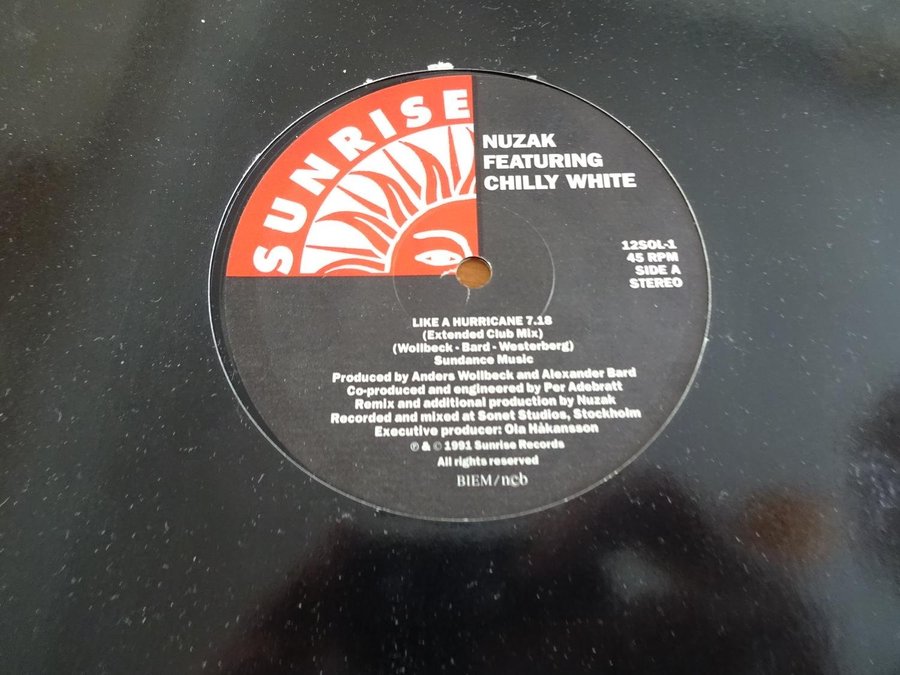 SUNRISE
NUZAK
FEATURING
CHILLY WHITE
12SOL-1
45 RPM
SIDE A
STEREO
LIKE A HURRICANE 7.18
(Extended Club Mix)
(Wollbeck - Bard - Westerberg)
Sundance Music
Produced by Anders Wollbeck and Alexander Bard
Co-produced and engineered by Per Adebratt
Remix and additional production by Nuzak
Recorded and mixed at Sonet Studios, Stockholm
Executive producer: Ola Håkansson
℗ & © 1991 Sunrise Records
All rights reserved
BIEM/ncb